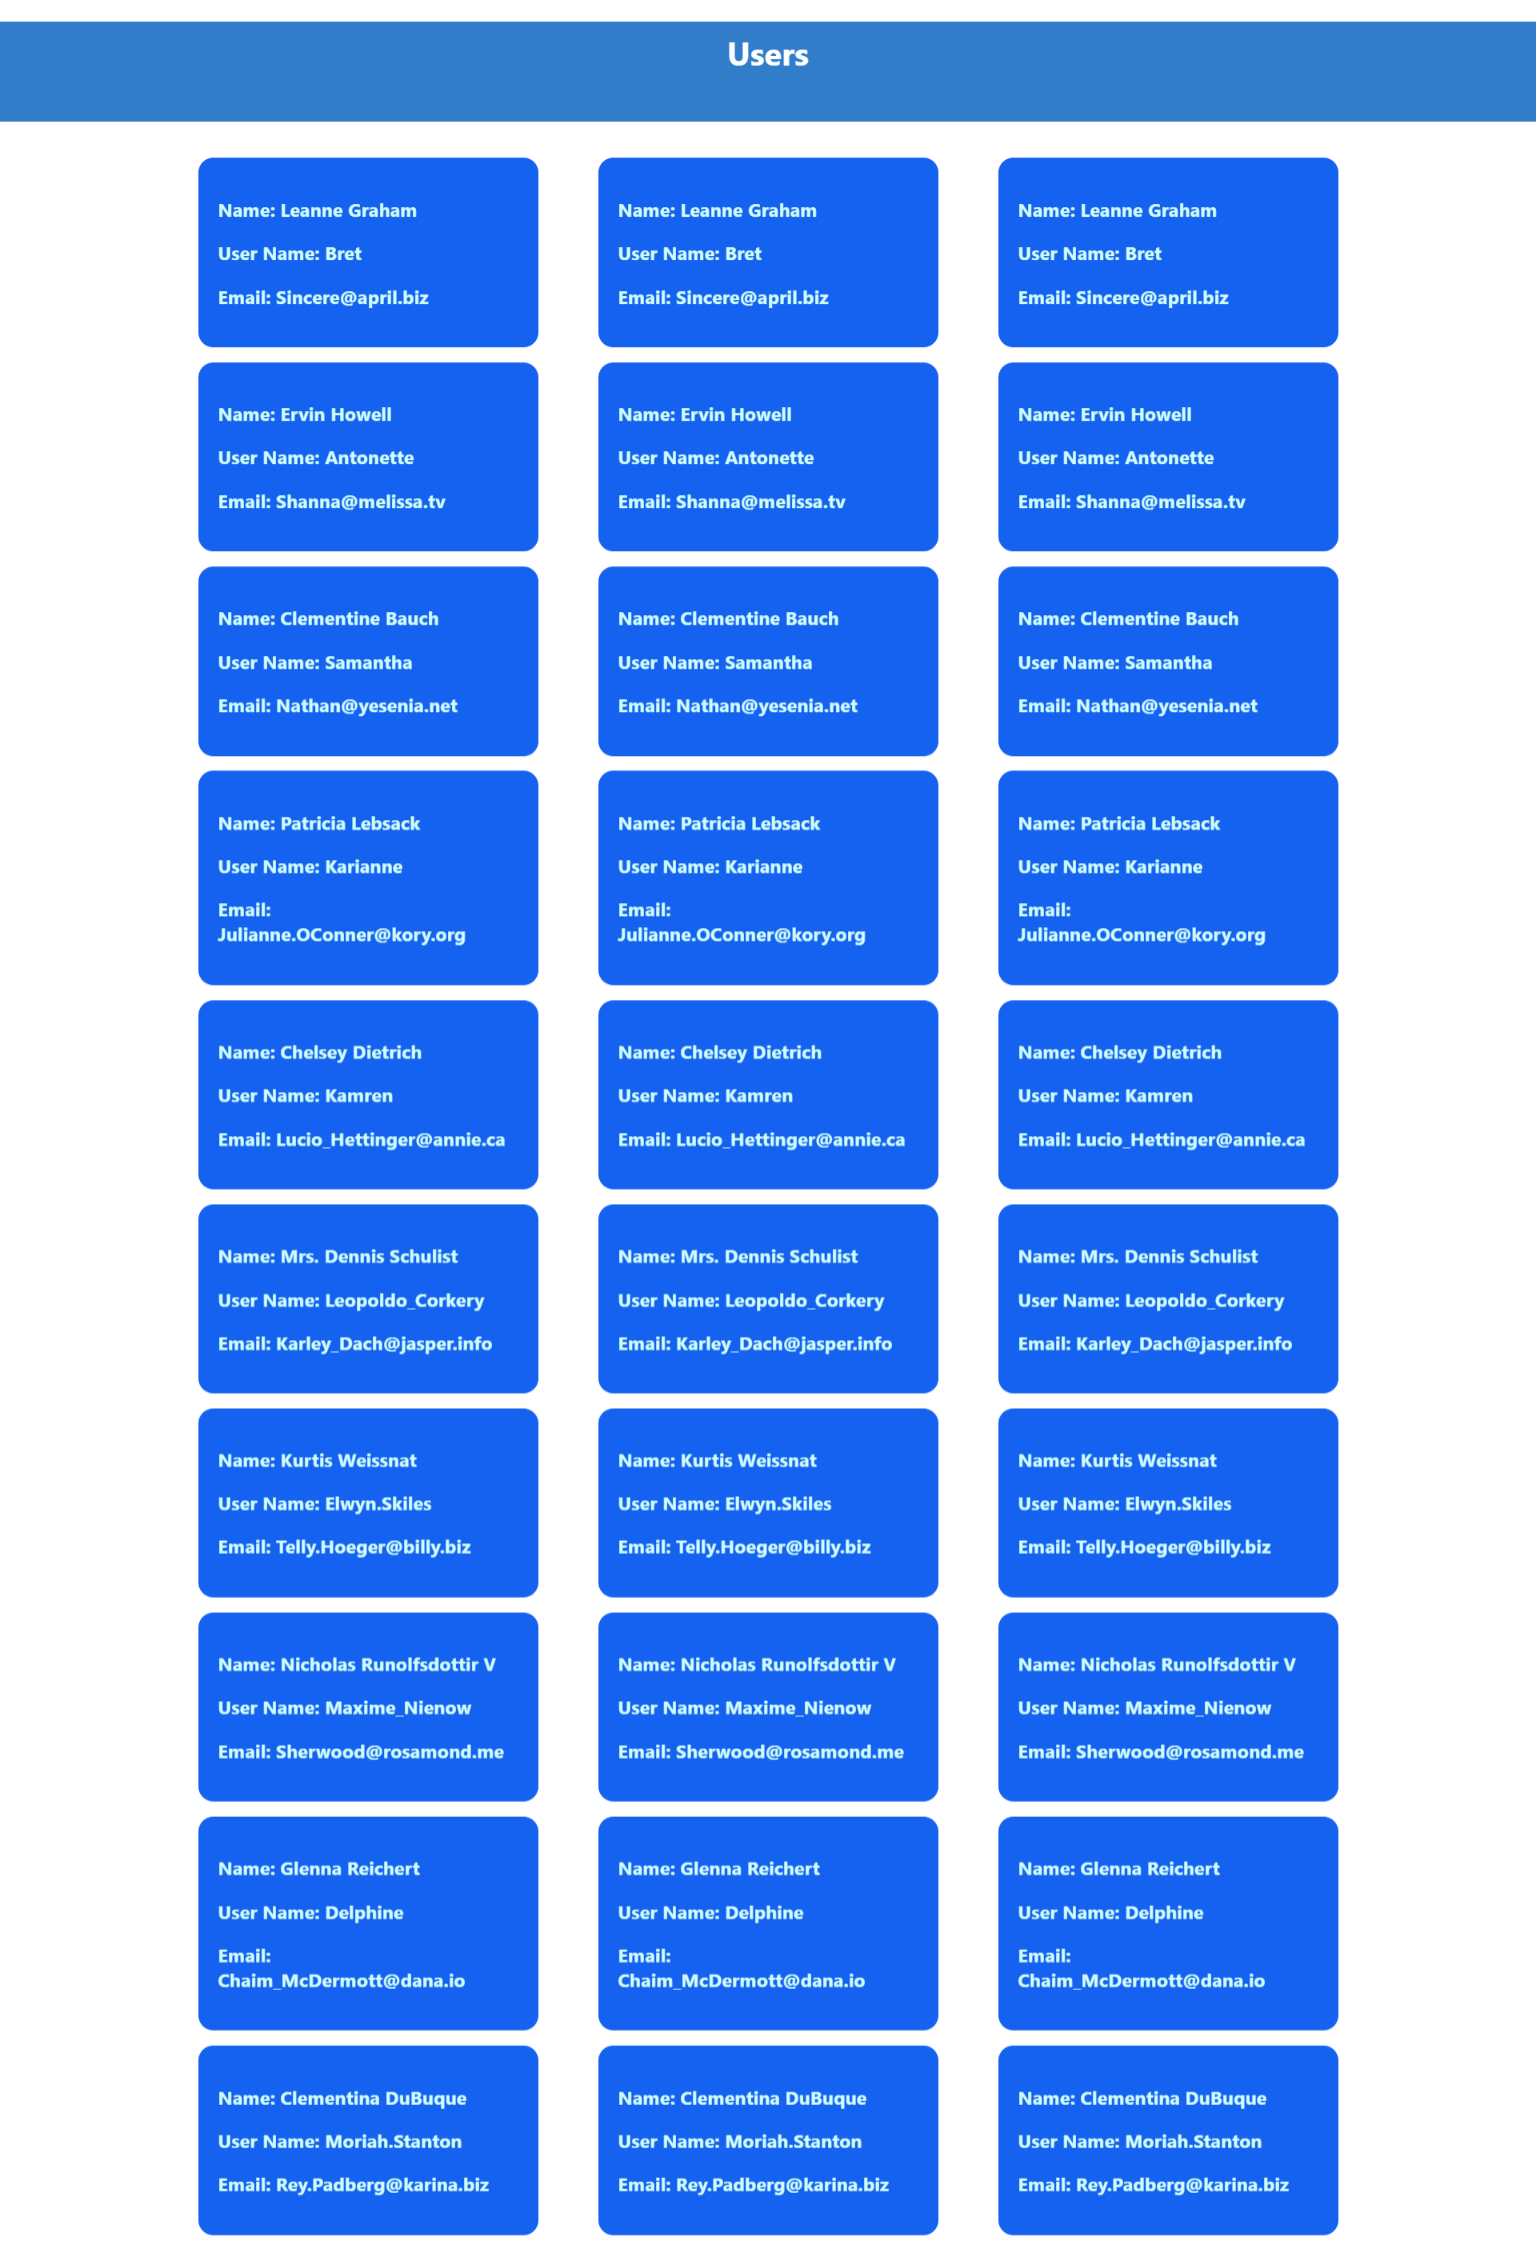 Users
Name: Leanne Graham
User Name: Bret
Email: Sincere@april.biz
Name: Leanne Graham
User Name: Bret
Email: Sincere@april.biz
Name: Leanne Graham
User Name: Bret
Email: Sincere@april.biz
Name: Ervin Howell
User Name: Antonette
Email: Shanna@melissa.tv
Name: Ervin Howell
User Name: Antonette
Email: Shanna@melissa.tv
Name: Ervin Howell
User Name: Antonette
Email: Shanna@melissa.tv
Name: Clementine Bauch
User Name: Samantha
Email: Nathan@yesenia.net
Name: Clementine Bauch
User Name: Samantha
Email: Nathan@yesenia.net
Name: Clementine Bauch
User Name: Samantha
Email: Nathan@yesenia.net
Name: Patricia Lebsack
User Name: Karianne
Email:
Julianne.OConner@kory.org
Name: Patricia Lebsack
User Name: Karianne
Email:
Julianne.OConner@kory.org
Name: Patricia Lebsack
User Name: Karianne
Email:
Julianne.OConner@kory.org
Name: Chelsey Dietrich
User Name: Kamren
Email: Lucio_Hettinger@annie.ca
Name: Chelsey Dietrich
User Name: Kamren
Email: Lucio_Hettinger@annie.ca
Name: Chelsey Dietrich
User Name: Kamren
Email: Lucio_Hettinger@annie.ca
Name: Mrs. Dennis Schulist
User Name: Leopoldo_Corkery
Email: Karley_Dach@jasper.info
Name: Mrs. Dennis Schulist
User Name: Leopoldo_Corkery
Email: Karley_Dach@jasper.info
Name: Mrs. Dennis Schulist
User Name: Leopoldo_Corkery
Email: Karley_Dach@jasper.info
Name: Kurtis Weissnat
User Name: Elwyn.Skiles
Email: Telly.Hoeger@billy.biz
Name: Kurtis Weissnat
User Name: Elwyn.Skiles
Email: Telly.Hoeger@billy.biz
Name: Kurtis Weissnat
User Name: Elwyn.Skiles
Email: Telly.Hoeger@billy.biz
Name: Nicholas Runolfsdottir V
User Name: Maxime_Nienow
Email: Sherwood@rosamond.me
Name: Nicholas Runolfsdottir V
User Name: Maxime_Nienow
Email: Sherwood@rosamond.me
Name: Nicholas Runolfsdottir V
User Name: Maxime_Nienow
Email: Sherwood@rosamond.me
Name: Glenna Reichert
User Name: Delphine
Email:
Chaim_McDermott@dana.io
Name: Glenna Reichert
User Name: Delphine
Email:
Chaim_McDermott@dana.io
Name: Glenna Reichert
User Name: Delphine
Email:
Chaim_McDermott@dana.io
Name: Clementina DuBuque
User Name: Moriah.Stanton
Email: Rey.Padberg@karina.biz
Name: Clementina DuBuque
User Name: Moriah.Stanton
Email: Rey.Padberg@karina.biz
Name: Clementina DuBuque
User Name: Moriah.Stanton
Email: Rey.Padberg@karina.biz